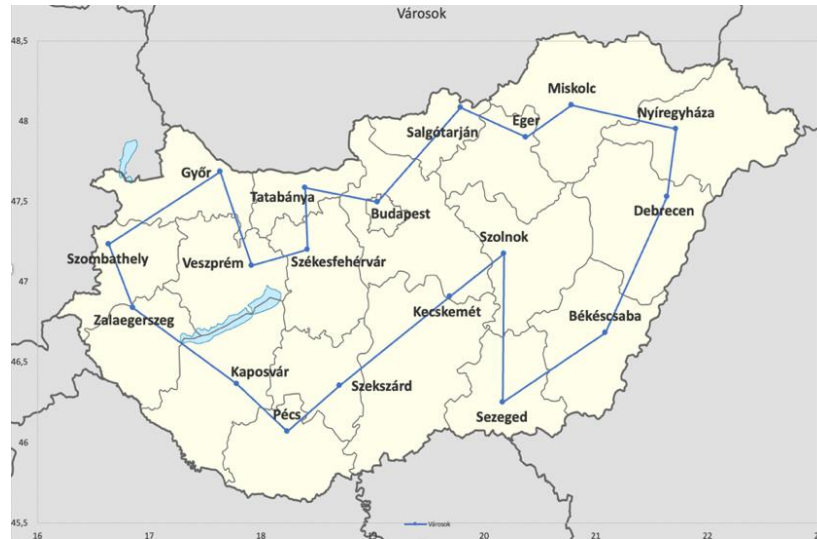 Városok
48,5
48
47,5
47
46,5
46
45,5
Miskolc
Nyíregyháza
Eger
Salgótarján
Győr
Tatabánya
Budapest
Debrecen
Szolnok
Szombathely
Veszprém
Székesfehérvár
Kecskemét
Zalaegerszeg
Békéscsaba
Kaposvár
Szekszárd
Pécs
Sezeged
Városok
16 17 18 19 20 21 22